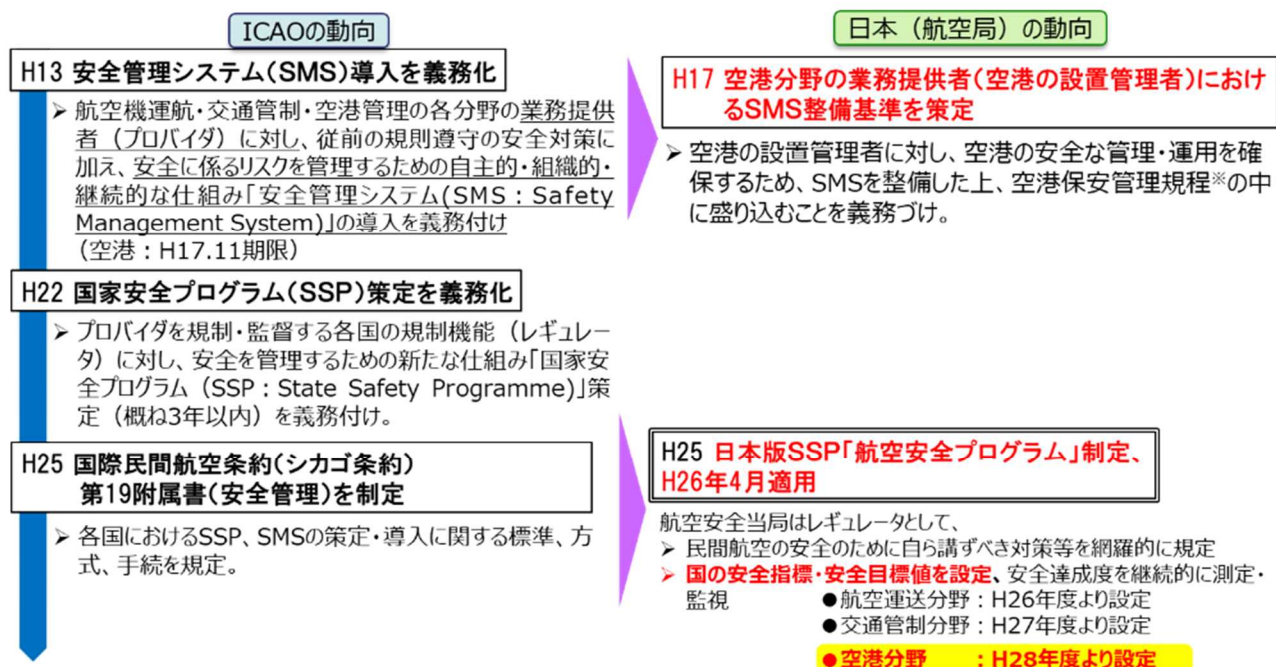 ICAOの動向
H13 安全管理システム(SMS)導入を義務化
➢ 航空機運航・交通管制・空港管理の各分野の業務提供
者（プロバイダ）に対し、従前の規則遵守の安全対策に
加え、安全に係るリスクを管理するための自主的・組織的・
継続的な仕組み「安全管理システム(SMS：Safety
Management System)」の導入を義務付け
（空港：H17.11期限）
H22 国家安全プログラム(SSP)策定を義務化
➢ プロバイダを規制・監督する各国の規制機能（レギュレー
タ）に対し、安全を管理するための新たな仕組み「国家安
全プログラム（SSP：State Safety Programme)」策
定（概ね3年以内）を義務付け。
H25 国際民間航空条約(シカゴ条約)
第19附属書(安全管理)を制定
➢ 各国におけるSSP、SMSの策定・導入に関する標準、方
式、手続を規定。
日本（航空局）の動向
H17 空港分野の業務提供者(空港の設置管理者)におけ
るSMS整備基準を策定
➢ 空港の設置管理者に対し、空港の安全な管理・運用を確
保するため、SMSを整備した上、空港保安管理規程※の中
に盛り込むことを義務づけ。
H25 日本版SSP「航空安全プログラム」制定、
H26年4月適用
航空安全当局はレギュレータとして、
➢ 民間航空の安全のために自ら講ずべき対策等を網羅的に規定
➢ 国の安全指標・安全目標値を設定、安全達成度を継続的に測定・
監視
●航空運送分野：H26年度より設定
●交通管制分野：H27年度より設定
●空港分野　　：H28年度より設定